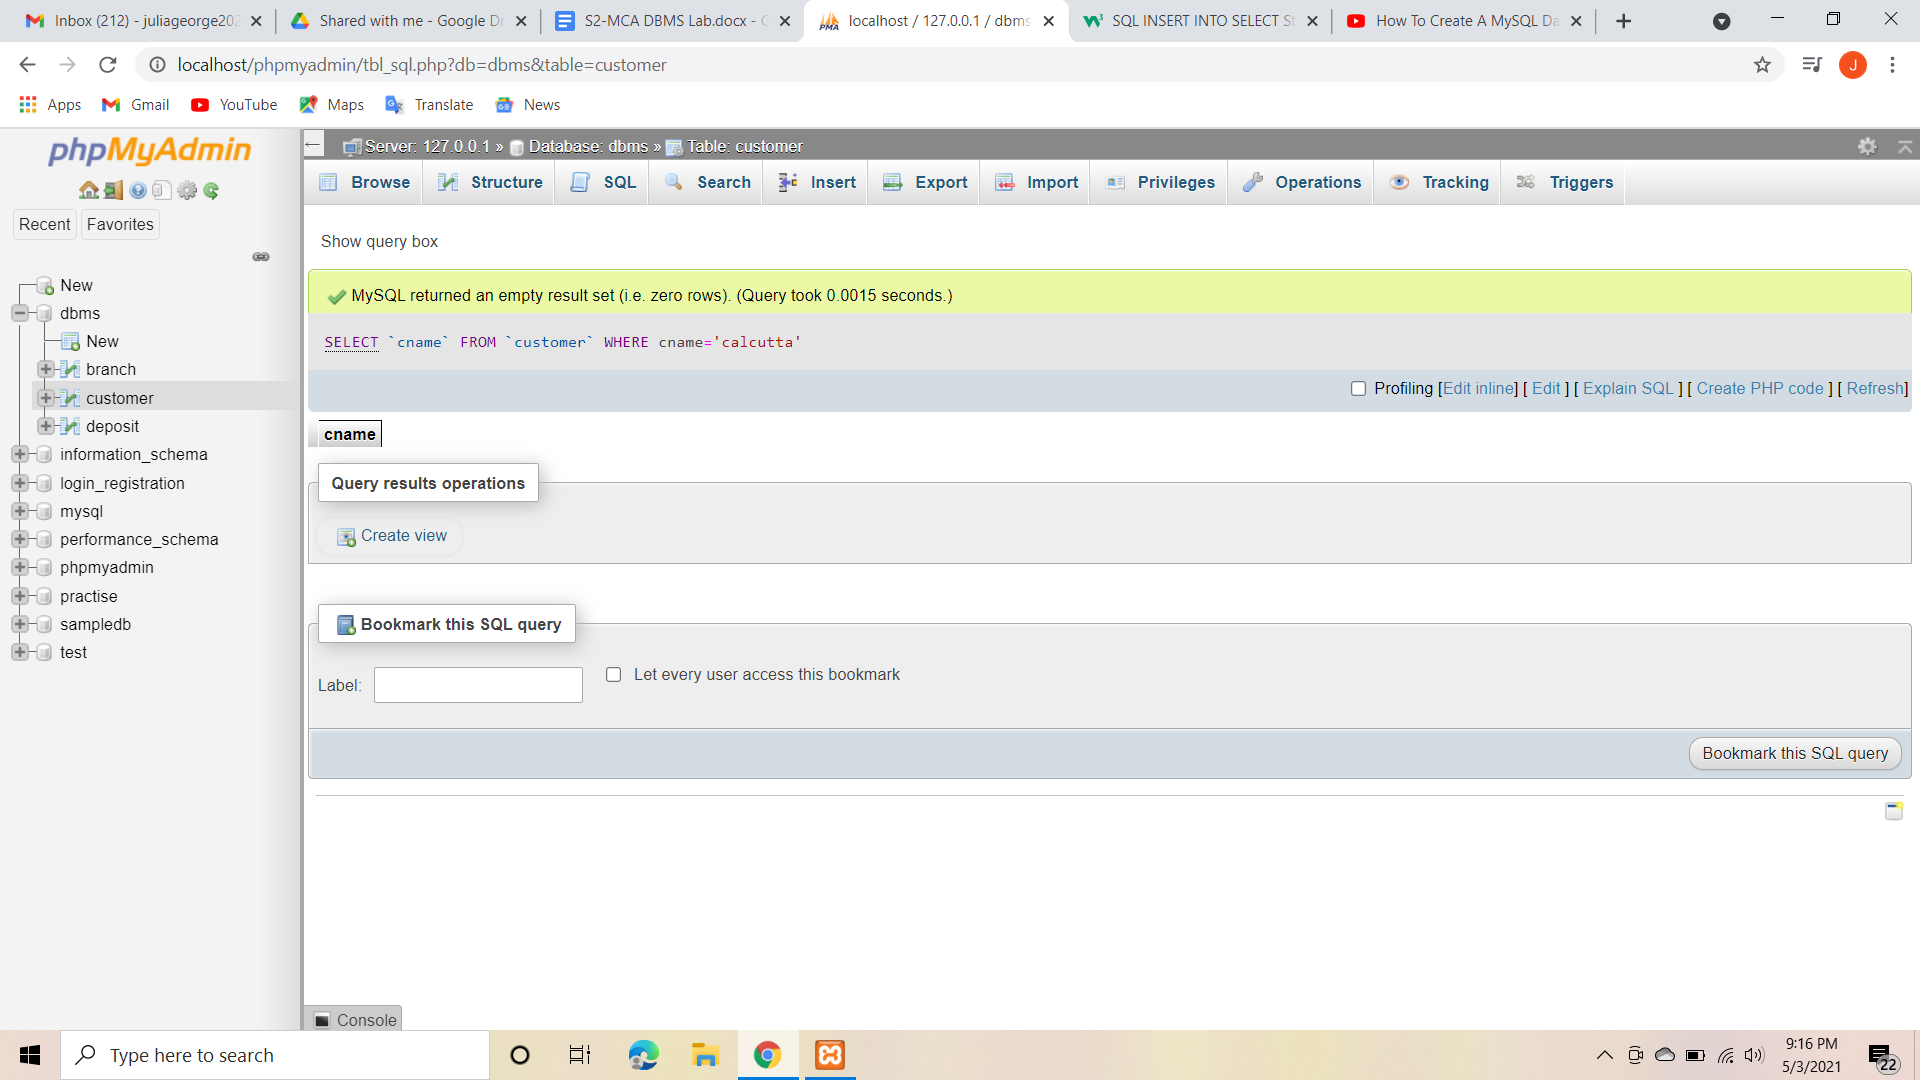 Inbox (212) - juliageorge202
Shared with me - Google Dr
S2-MCA DBMS Lab.docx - G
localhost / 127.0.0.1 / dbms
SQL INSERT INTO SELECT St
How To Create A MySQL Da
localhost/phpmyadmin/tbl_sql.php?db=dbms&table=customer
J
Apps
Gmail
YouTube
Maps
Translate
News
phpMyAdmin
Recent
Favorites
New
dbms
New
branch
customer
deposit
information_schema
login_registration
mysql
performance_schema
phpmyadmin
practise
sampledb
test
Server: 127.0.0.1 » Database: dbms » Table: customer
Browse
Structure
SQL
Search
Insert
Export
Import
Privileges
Operations
Tracking
Triggers
Show query box
MySQL returned an empty result set (i.e. zero rows). (Query took 0.0015 seconds.)
SELECT `cname` FROM `customer` WHERE cname='calcutta'
Profiling [Edit inline] [ Edit ] [ Explain SQL ] [ Create PHP code ] [ Refresh]
cname
Query results operations
Create view
Bookmark this SQL query
Label:
Let every user access this bookmark
Bookmark this SQL query
Console
Type here to search
9:16 PM
5/3/2021
22